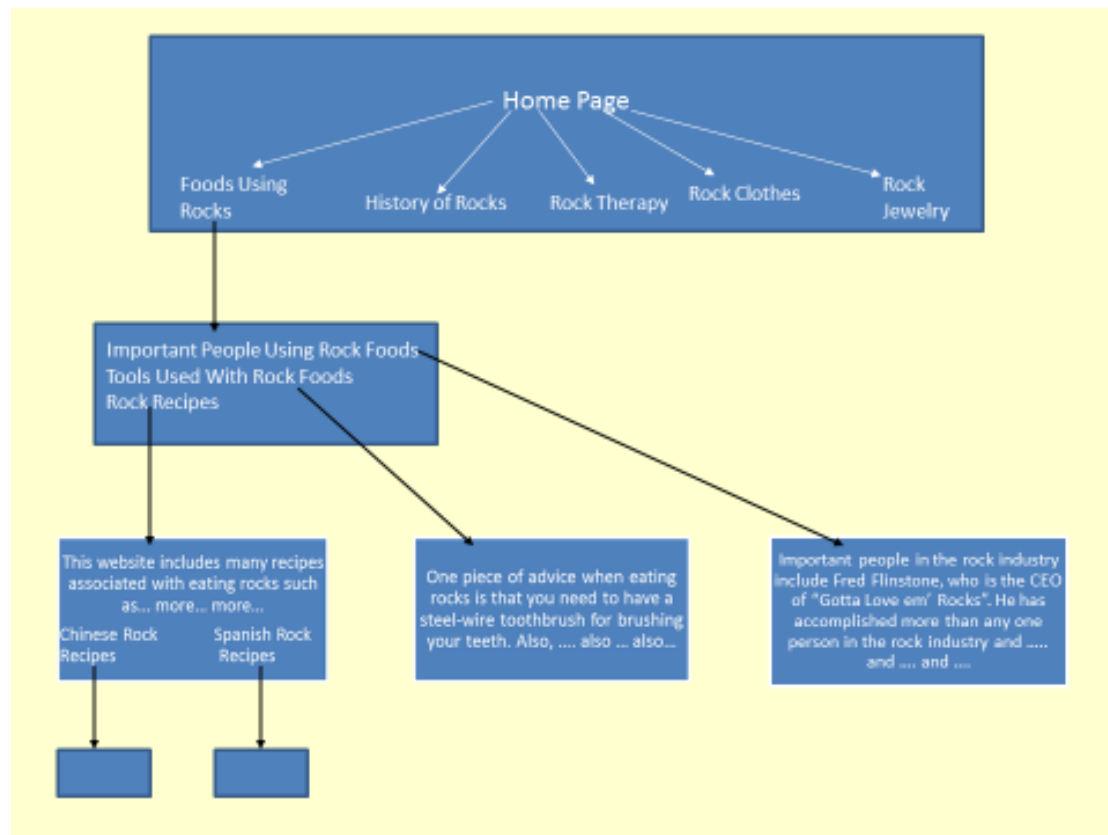 Home Page
Foods Using
Rocks
History of Rocks
Rock Therapy
Rock Clothes
Rock
Jewelry
Important People Using Rock Foods
Tools Used With Rock Foods
Rock Recipes
This website includes many recipes
associated with eating rocks such
as... more... more...
Chinese Rock
Recipes
Spanish Rock
Recipes
One piece of advice when eating
rocks is that you need to have a
steel-wire toothbrush for brushing
your teeth. Also, .... also ... also...
Important people in the rock industry
include Fred Flinstone, who is the CEO
of "Gotta Love em' Rocks". He has
accomplished more than any one
person in the rock industry and .....
and .... and ....